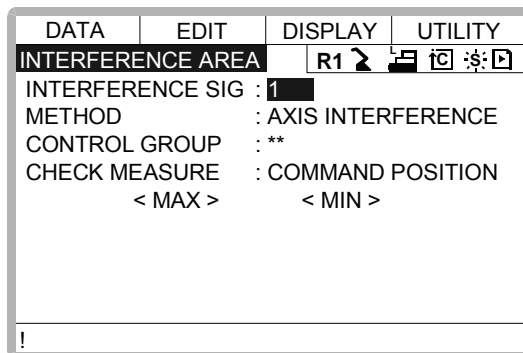 DATA EDIT DISPLAY UTILITY
INTERFERENCE AREA R1 L C S
INTERFERENCE SIG : 1
METHOD : AXIS INTERFERENCE
CONTROL GROUP : **
CHECK MEASURE : COMMAND POSITION
< MAX > < MIN >
!